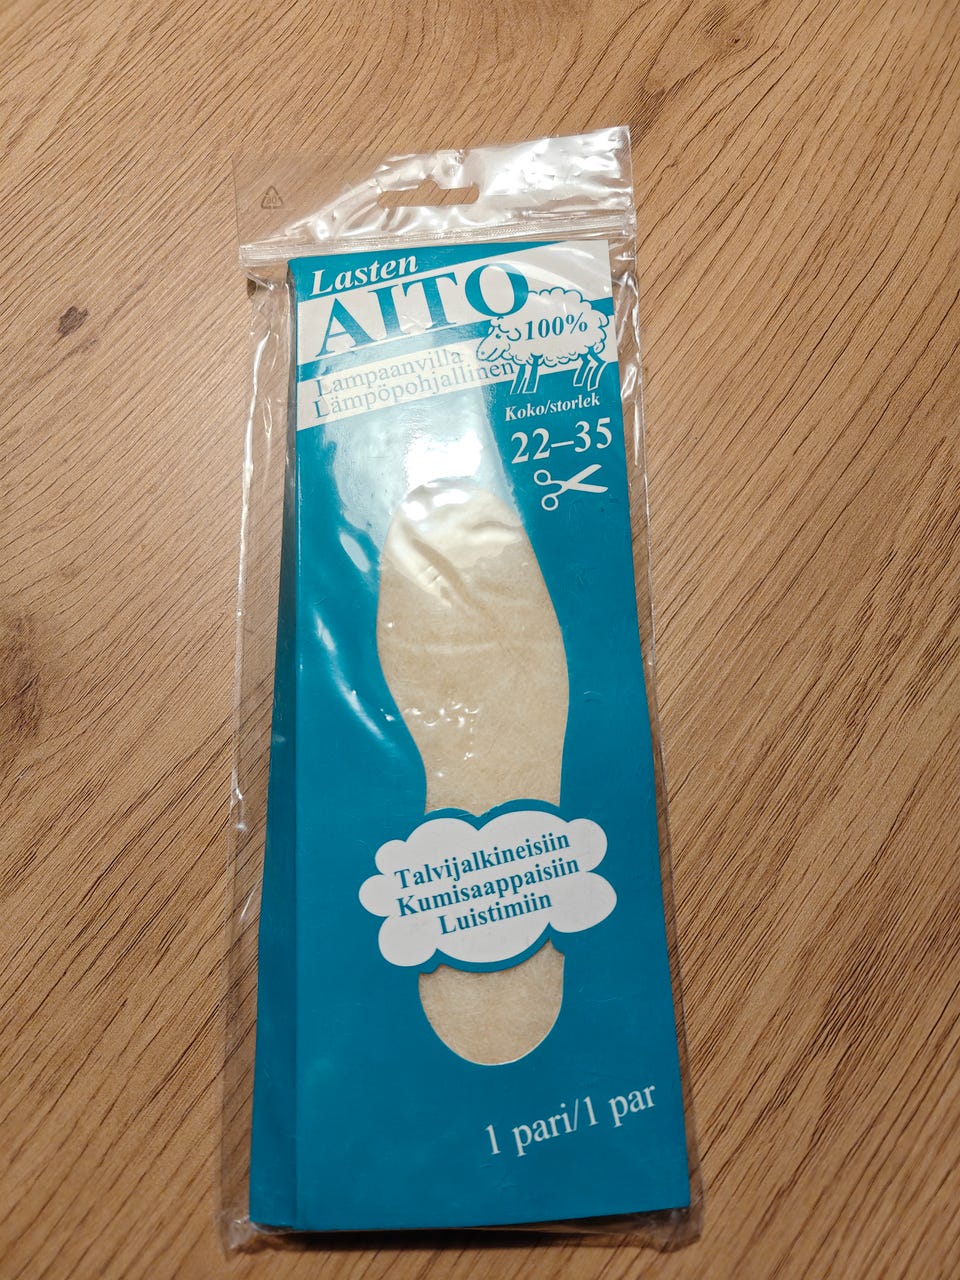 Lasten
AITO
100%
Lampaanvilla
Lämpöpohjallinen
Koko/storlek
22–35
Talvijalkineisiin
Kumisaappaisiin
Luistimiin
1 pari/1 par